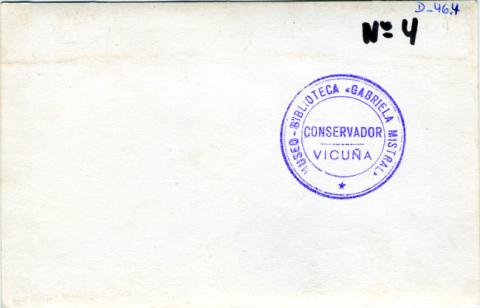 D-46.4
Nº 4
MUSEO-BIBLIOTECA «GABRIELA MISTRAL»
CONSERVADOR
VICUÑA